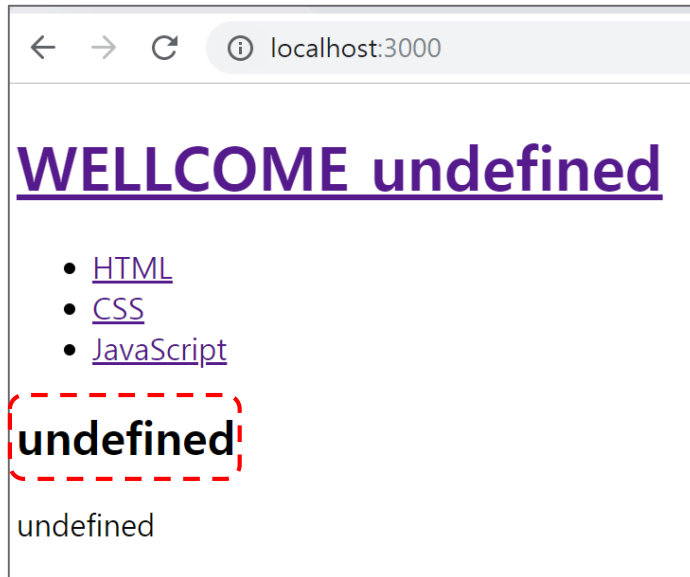 localhost:3000
WELLCOME undefined
HTML
CSS
JavaScript
undefined
undefined